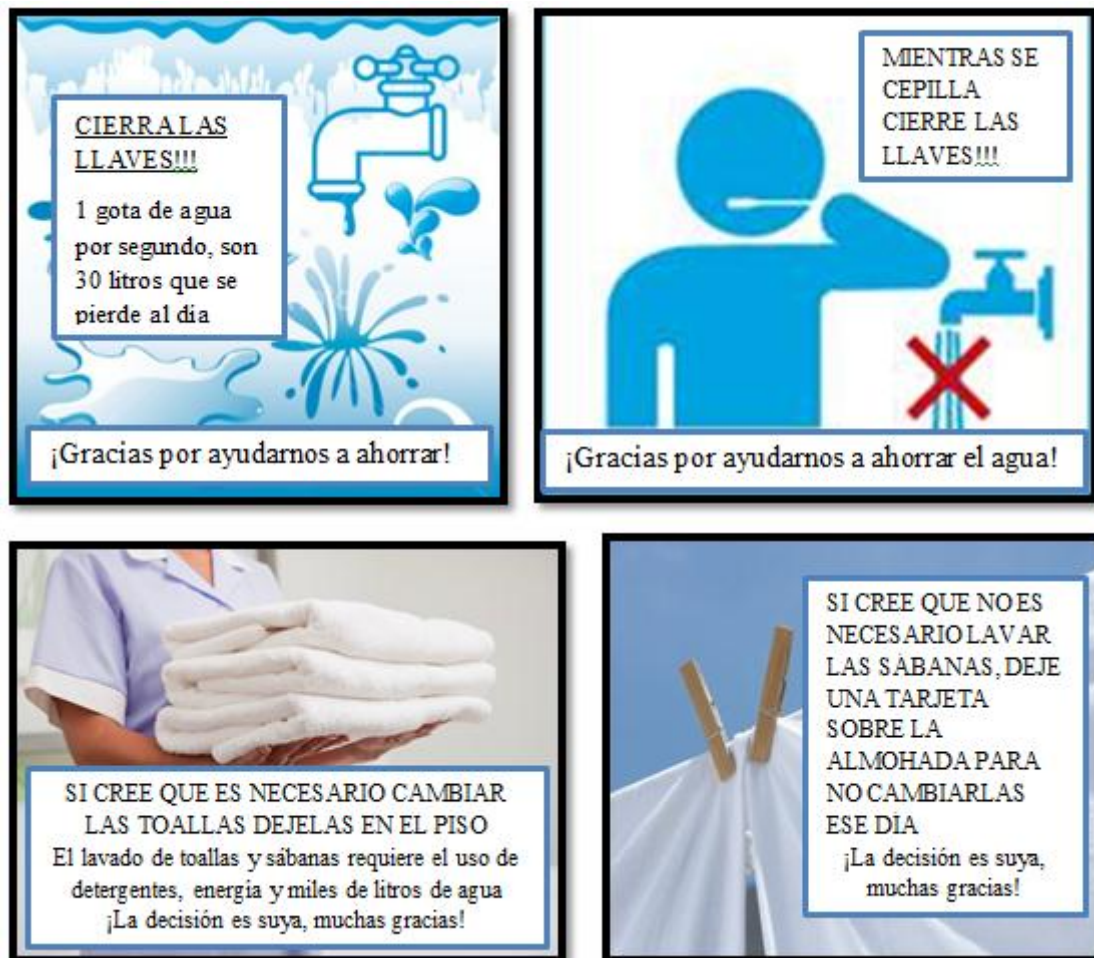 CIERRA LAS
LLAVES!!!
1 gota de agua
por segundo, son
30 litros que se
pierde al día
¡Gracias por ayudarnos a ahorrar!
MIENTRAS SE
CEPILLA
CIERRE LAS
LLAVES!!!
¡Gracias por ayudarnos a ahorrar el agua!
SI CREE QUE ES NECESARIO CAMBIAR
LAS TOALLAS DEJELAS EN EL PISO
El lavado de toallas y sábanas requiere el uso de
detergentes, energía y miles de litros de agua
¡La decisión es suya, muchas gracias!
SI CREE QUE NO ES
NECESARIO LAVAR
LAS SÁBANAS, DEJE
UNA TARJETA
SOBRE LA
ALMOHADA PARA
NO CAMBIARLAS
ESE DÍA
¡La decisión es suya,
muchas gracias!